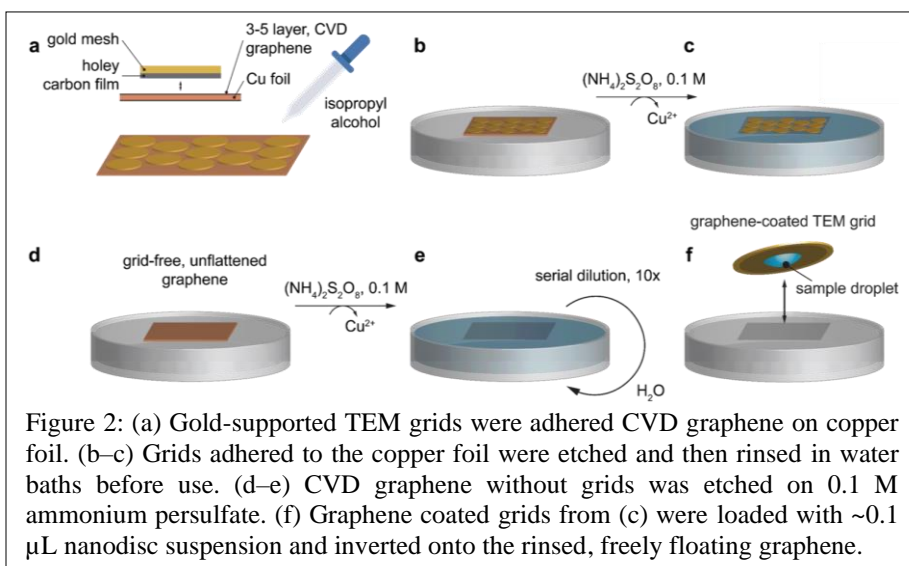 a
gold mesh
holey
carbon film
3-5 layer, CVD
graphene
Cu foil
isopropyl
alcohol
b
(NH₄)₂S₂O₈, 0.1 M
Cu²⁺
c
d
grid-free, unflattened
graphene
(NH₄)₂S₂O₈, 0.1 M
Cu²⁺
e
serial dilution, 10x
H₂O
f
graphene-coated TEM grid
sample droplet
Figure 2: (a) Gold-supported TEM grids were adhered CVD graphene on copper
foil. (b–c) Grids adhered to the copper foil were etched and then rinsed in water
baths before use. (d–e) CVD graphene without grids was etched on 0.1 M
ammonium persulfate. (f) Graphene coated grids from (c) were loaded with ~0.1
µL nanodisc suspension and inverted onto the rinsed, freely floating graphene.